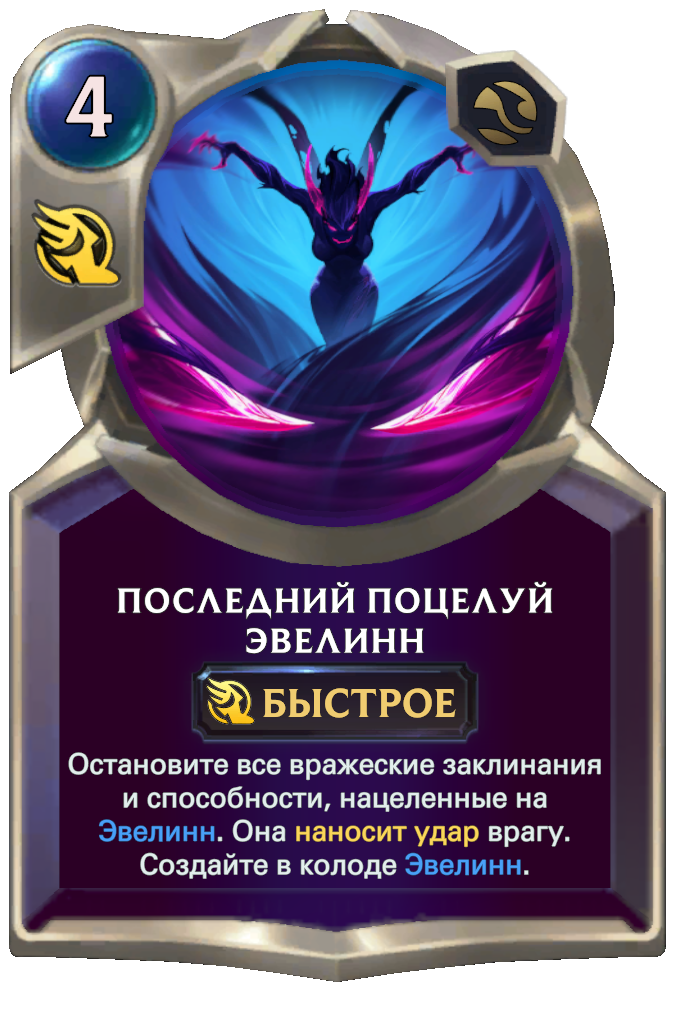 4
ПОСЛЕДНИЙ ПОЦЕЛУЙ
ЭВЕЛИНН
БЫСТРОЕ
Остановите все вражеские заклинания
и способности, нацеленные на
Эвелинн. Она наносит удар врагу.
Создайте в колоде Эвелинн.